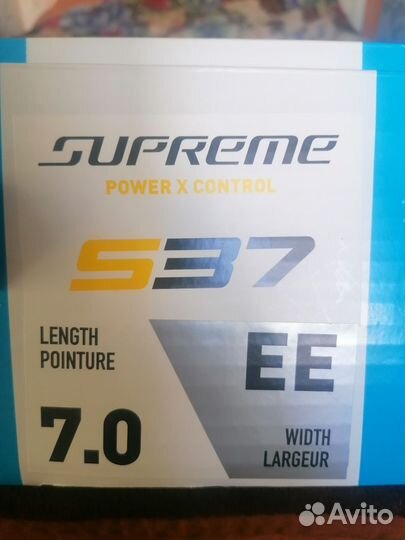 SUPREME
POWER X CONTROL
S37
LENGTH
POINTURE
7.0
EE
WIDTH
LARGEUR
Avito